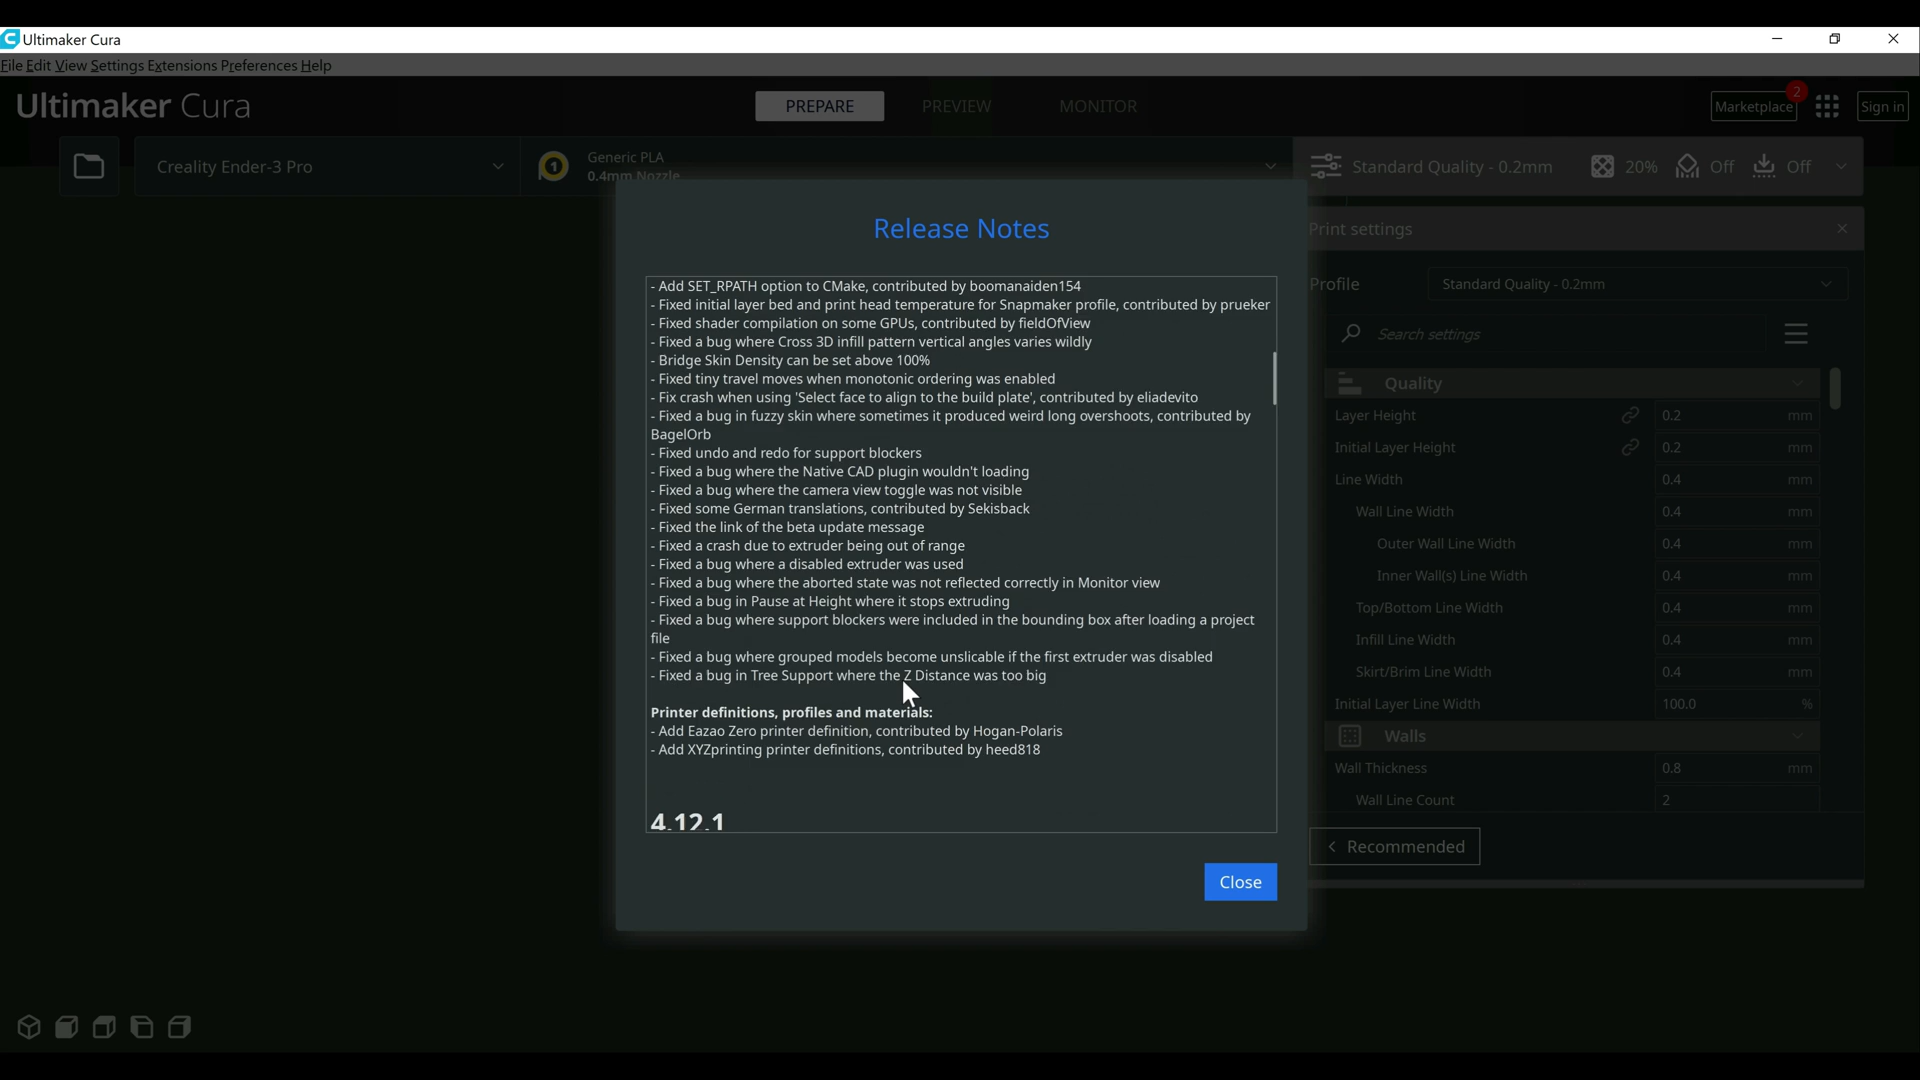 Ultimaker Cura
File Edit View Settings Extensions Preferences Help
Ultimaker Cura
PREPARE
PREVIEW
MONITOR
Marketplace
2
Sign in
Creality Ender-3 Pro
1
Generic PLA
0.4mm Nozzle
Standard Quality - 0.2mm
20%
Off
Off
Release Notes
- Add SET_RPATH option to CMake, contributed by boomanaiden154
- Fixed initial layer bed and print head temperature for Snapmaker profile, contributed by prueker
- Fixed shader compilation on some GPUs, contributed by fieldOfView
- Fixed a bug where Cross 3D infill pattern vertical angles varies wildly
- Bridge Skin Density can be set above 100%
- Fixed tiny travel moves when monotonic ordering was enabled
- Fix crash when using 'Select face to align to the build plate', contributed by eliadevito
- Fixed a bug in fuzzy skin where sometimes it produced weird long overshoots, contributed by
BagelOrb
- Fixed undo and redo for support blockers
- Fixed a bug where the Native CAD plugin wouldn't loading
- Fixed a bug where the camera view toggle was not visible
- Fixed some German translations, contributed by Sekisback
- Fixed the link of the beta update message
- Fixed a crash due to extruder being out of range
- Fixed a bug where a disabled extruder was used
- Fixed a bug where the aborted state was not reflected correctly in Monitor view
- Fixed a bug in Pause at Height where it stops extruding
- Fixed a bug where support blockers were included in the bounding box after loading a project
file
- Fixed a bug where grouped models become unslicable if the first extruder was disabled
- Fixed a bug in Tree Support where the Z Distance was too big
Printer definitions, profiles and materials:
- Add Eazao Zero printer definition, contributed by Hogan-Polaris
- Add XYZprinting printer definitions, contributed by heed818
4.12.1
Close
Print settings
Profile
Standard Quality - 0.2mm
Search settings
Quality
Layer Height 0.2 mm
Initial Layer Height 0.2 mm
Line Width 0.4 mm
Wall Line Width 0.4 mm
Outer Wall Line Width 0.4 mm
Inner Wall(s) Line Width 0.4 mm
Top/Bottom Line Width 0.4 mm
Infill Line Width 0.4 mm
Skirt/Brim Line Width 0.4 mm
Initial Layer Line Width 100.0 %
Walls
Wall Thickness 0.8 mm
Wall Line Count 2
Recommended